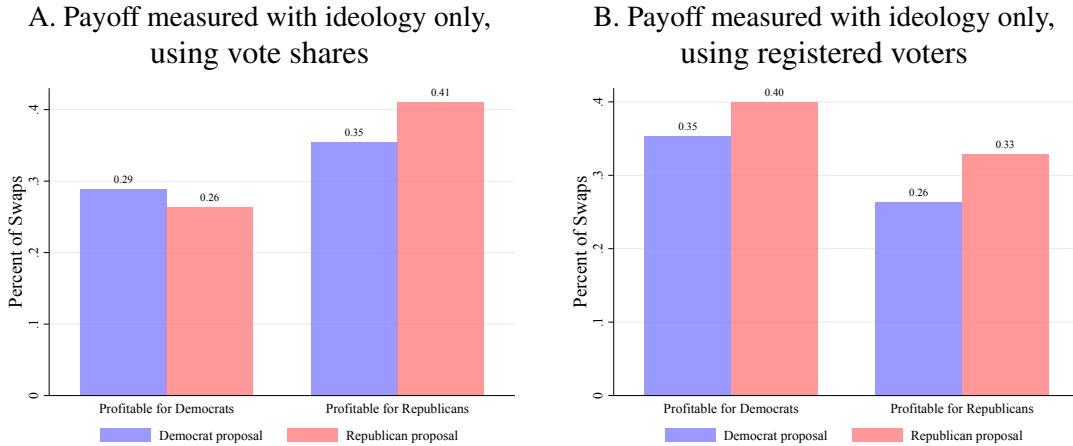 A. Payoff measured with ideology only,
using vote shares
Percent of Swaps
.4
.3
.2
.1
0
0.29
0.26
0.35
0.41
Profitable for Democrats
Profitable for Republicans
Democrat proposal
Republican proposal
B. Payoff measured with ideology only,
using registered voters
Percent of Swaps
.4
.3
.2
.1
0
0.35
0.40
0.26
0.33
Profitable for Democrats
Profitable for Republicans
Democrat proposal
Republican proposal